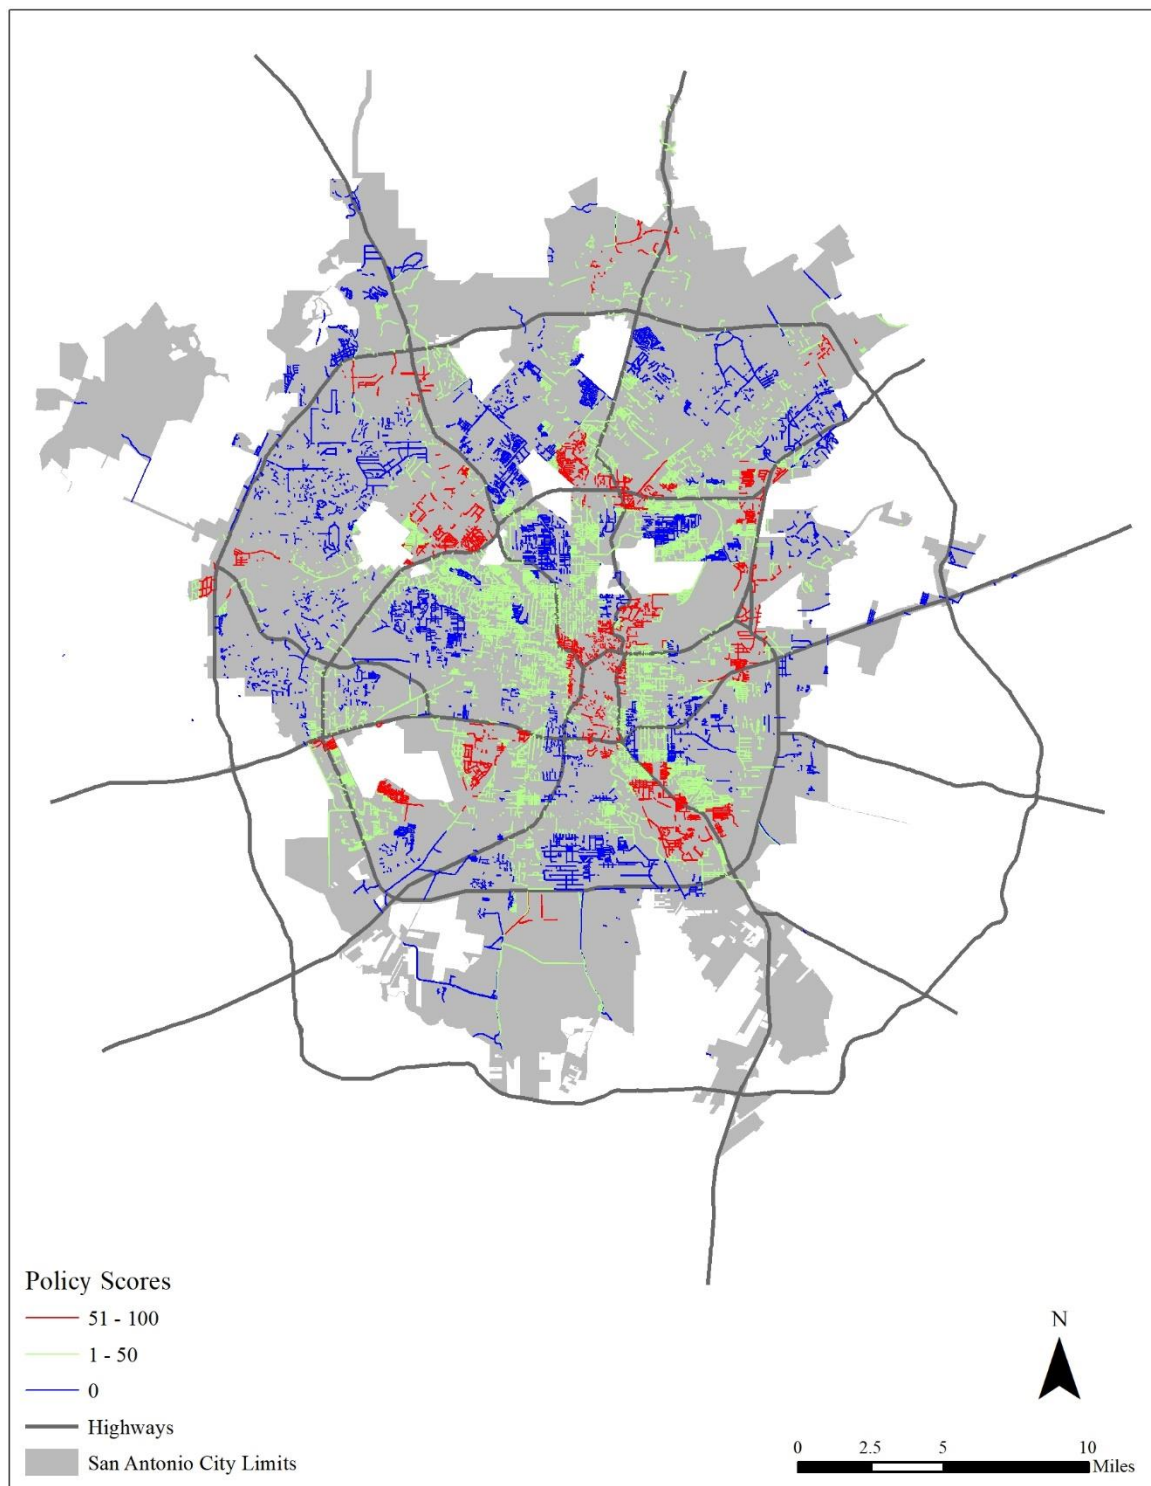 Policy Scores
51 - 100
1 - 50
0
Highways
San Antonio City Limits
N
0 2.5 5 10
Miles